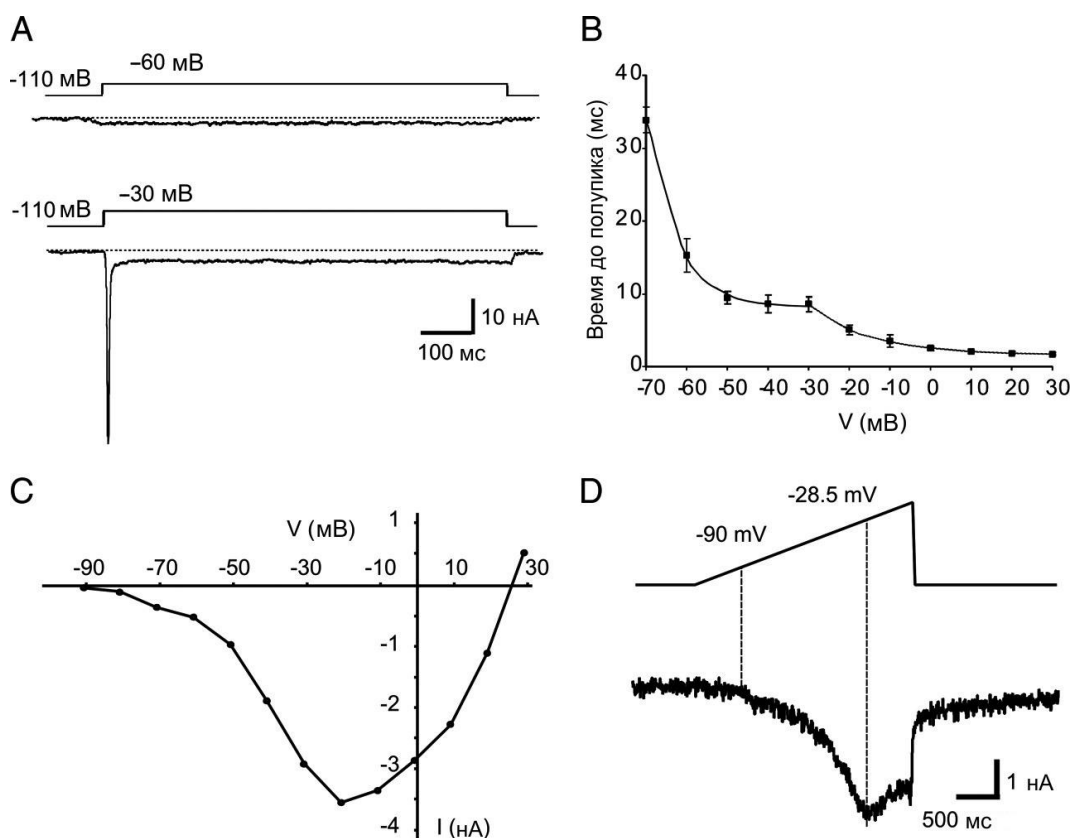 A
-110 мВ
–60 мВ
-110 мВ
–30 мВ
10 нА
100 мс
B
Время до полупика (мс)
40
30
20
10
0
-70 -60 -50 -40 -30 -20 -10 0 10 20 30
V (мВ)
C
V (мВ)
1
-90 -70 -50 -30 -10 10 30
-1
-2
-3
-4
I (нА)
D
-90 mV
-28.5 mV
1 нА
500 мс